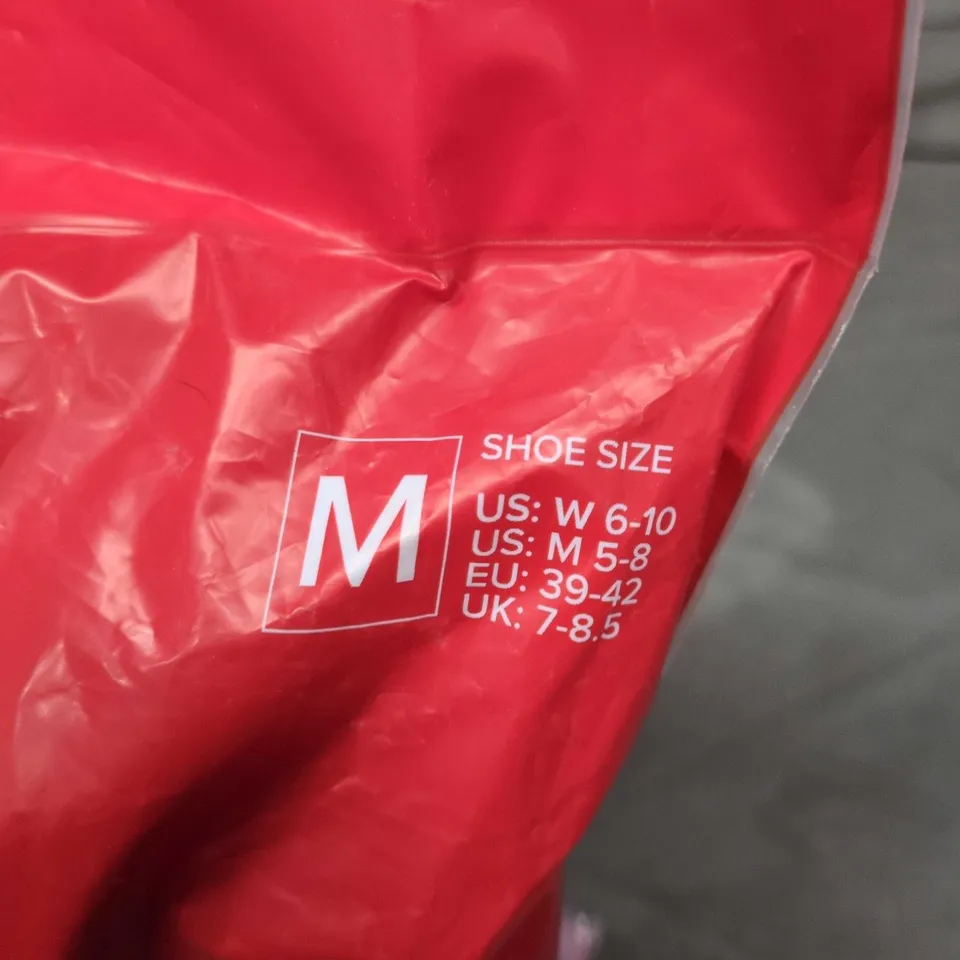 M
SHOE SIZE
US: W 6-10
US: M 5-8
EU: 39-42
UK: 7-8.5